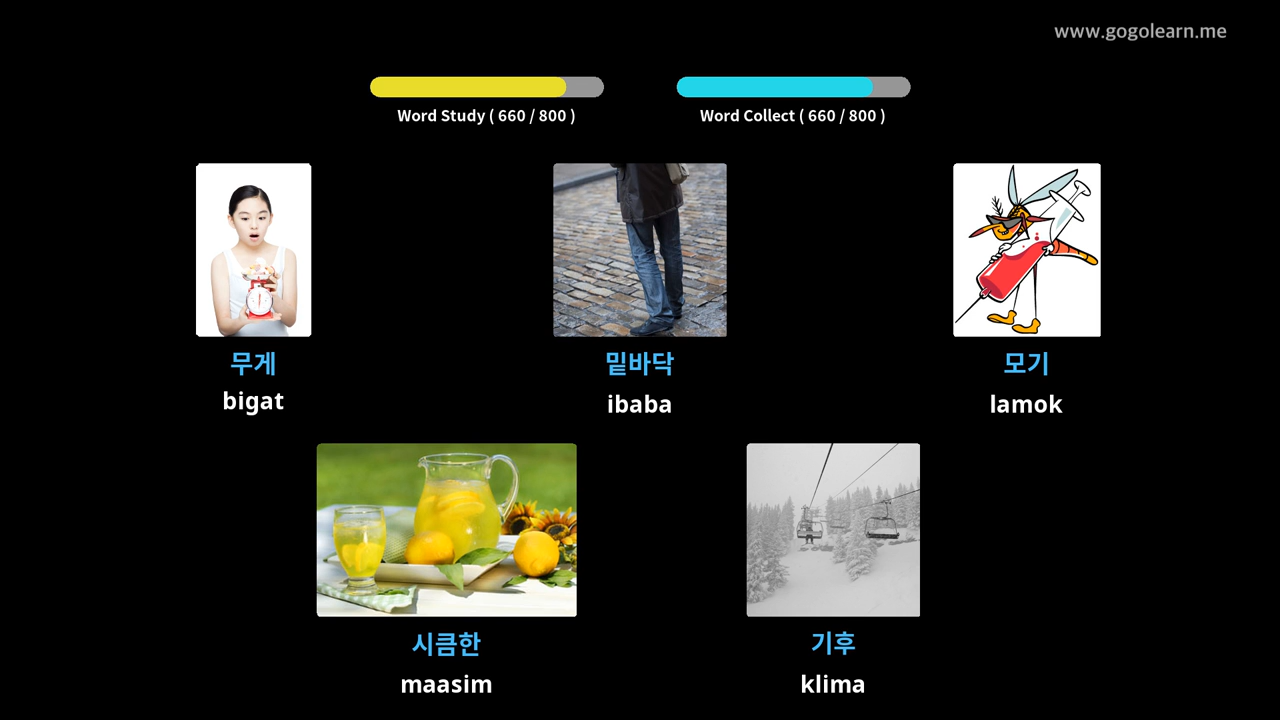 www.gogolearn.me
Word Study ( 660 / 800 )
Word Collect ( 660 / 800 )
무게
bigat
밑바닥
ibaba
모기
lamok
시큼한
maasim
기후
klima